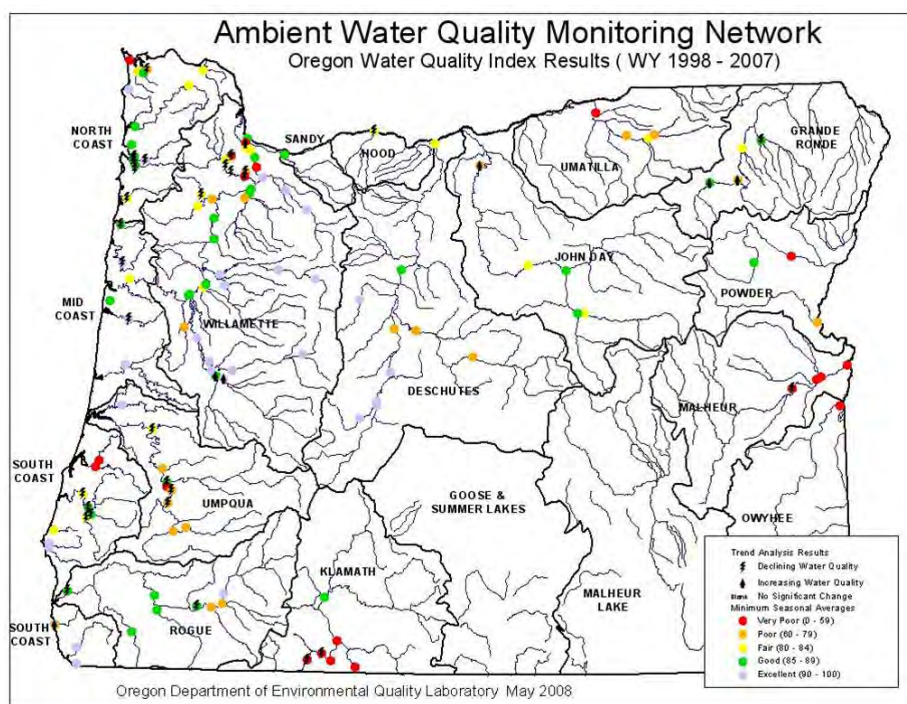 Ambient Water Quality Monitoring Network
Oregon Water Quality Index Results ( WY 1998 - 2007)
NORTH
COAST
SANDY
HOOD
UMATILLA
GRANDE
RONDE
JOHN DAY
POWDER
MID
COAST
WILLAMETTE
DESCHUTES
MALHEUR
SOUTH
COAST
UMPQUA
GOOSE &
SUMMER LAKES
OWYHEE
KLAMATH
MALHEUR
LAKE
ROGUE
SOUTH
COAST
Trend Analysis Results
Declining Water Quality
Increasing Water Quality
Blank No Significant Change
Minimum Seasonal Averages
Very Poor (0 - 59)
Poor (60 - 79)
Fair (80 - 84)
Good (85 - 89)
Excellent (90 - 100)
Oregon Department of Environmental Quality Laboratory May 2008